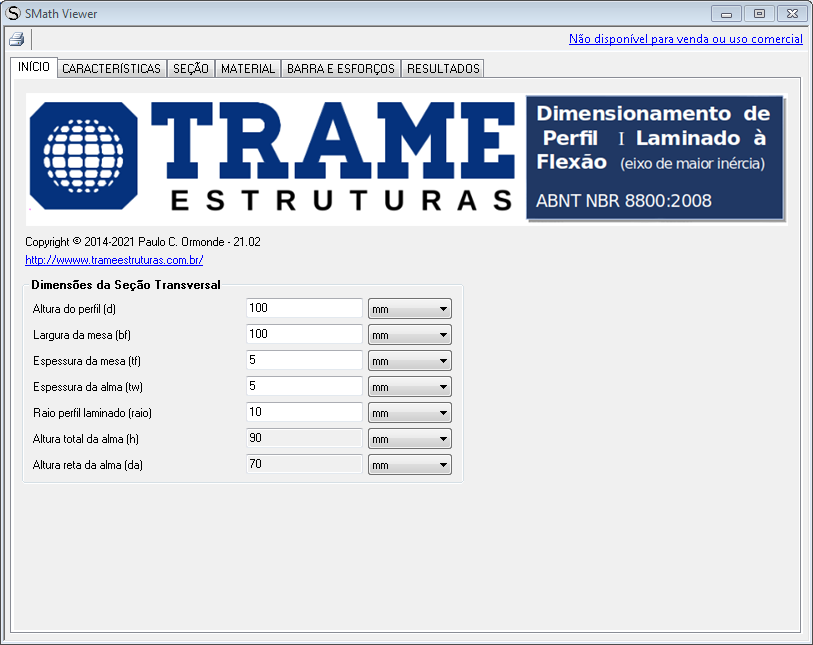 SMath Viewer
Não disponível para venda ou uso comercial
INÍCIO CARACTERÍSTICAS SEÇÃO MATERIAL BARRA E ESFORÇOS RESULTADOS
TRAME
ESTRUTURAS
Dimensionamento de
Perfil I Laminado à
Flexão (eixo de maior inércia)
ABNT NBR 8800:2008
Copyright © 2014-2021 Paulo C. Ormonde - 21.02
http://wwww.trameestruturas.com.br/
Dimensões da Seção Transversal
Altura do perfil (d) 100 mm
Largura da mesa (bf) 100 mm
Espessura da mesa (tf) 5 mm
Espessura da alma (tw) 5 mm
Raio perfil laminado (raio) 10 mm
Altura total da alma (h) 90 mm
Altura reta da alma (da) 70 mm